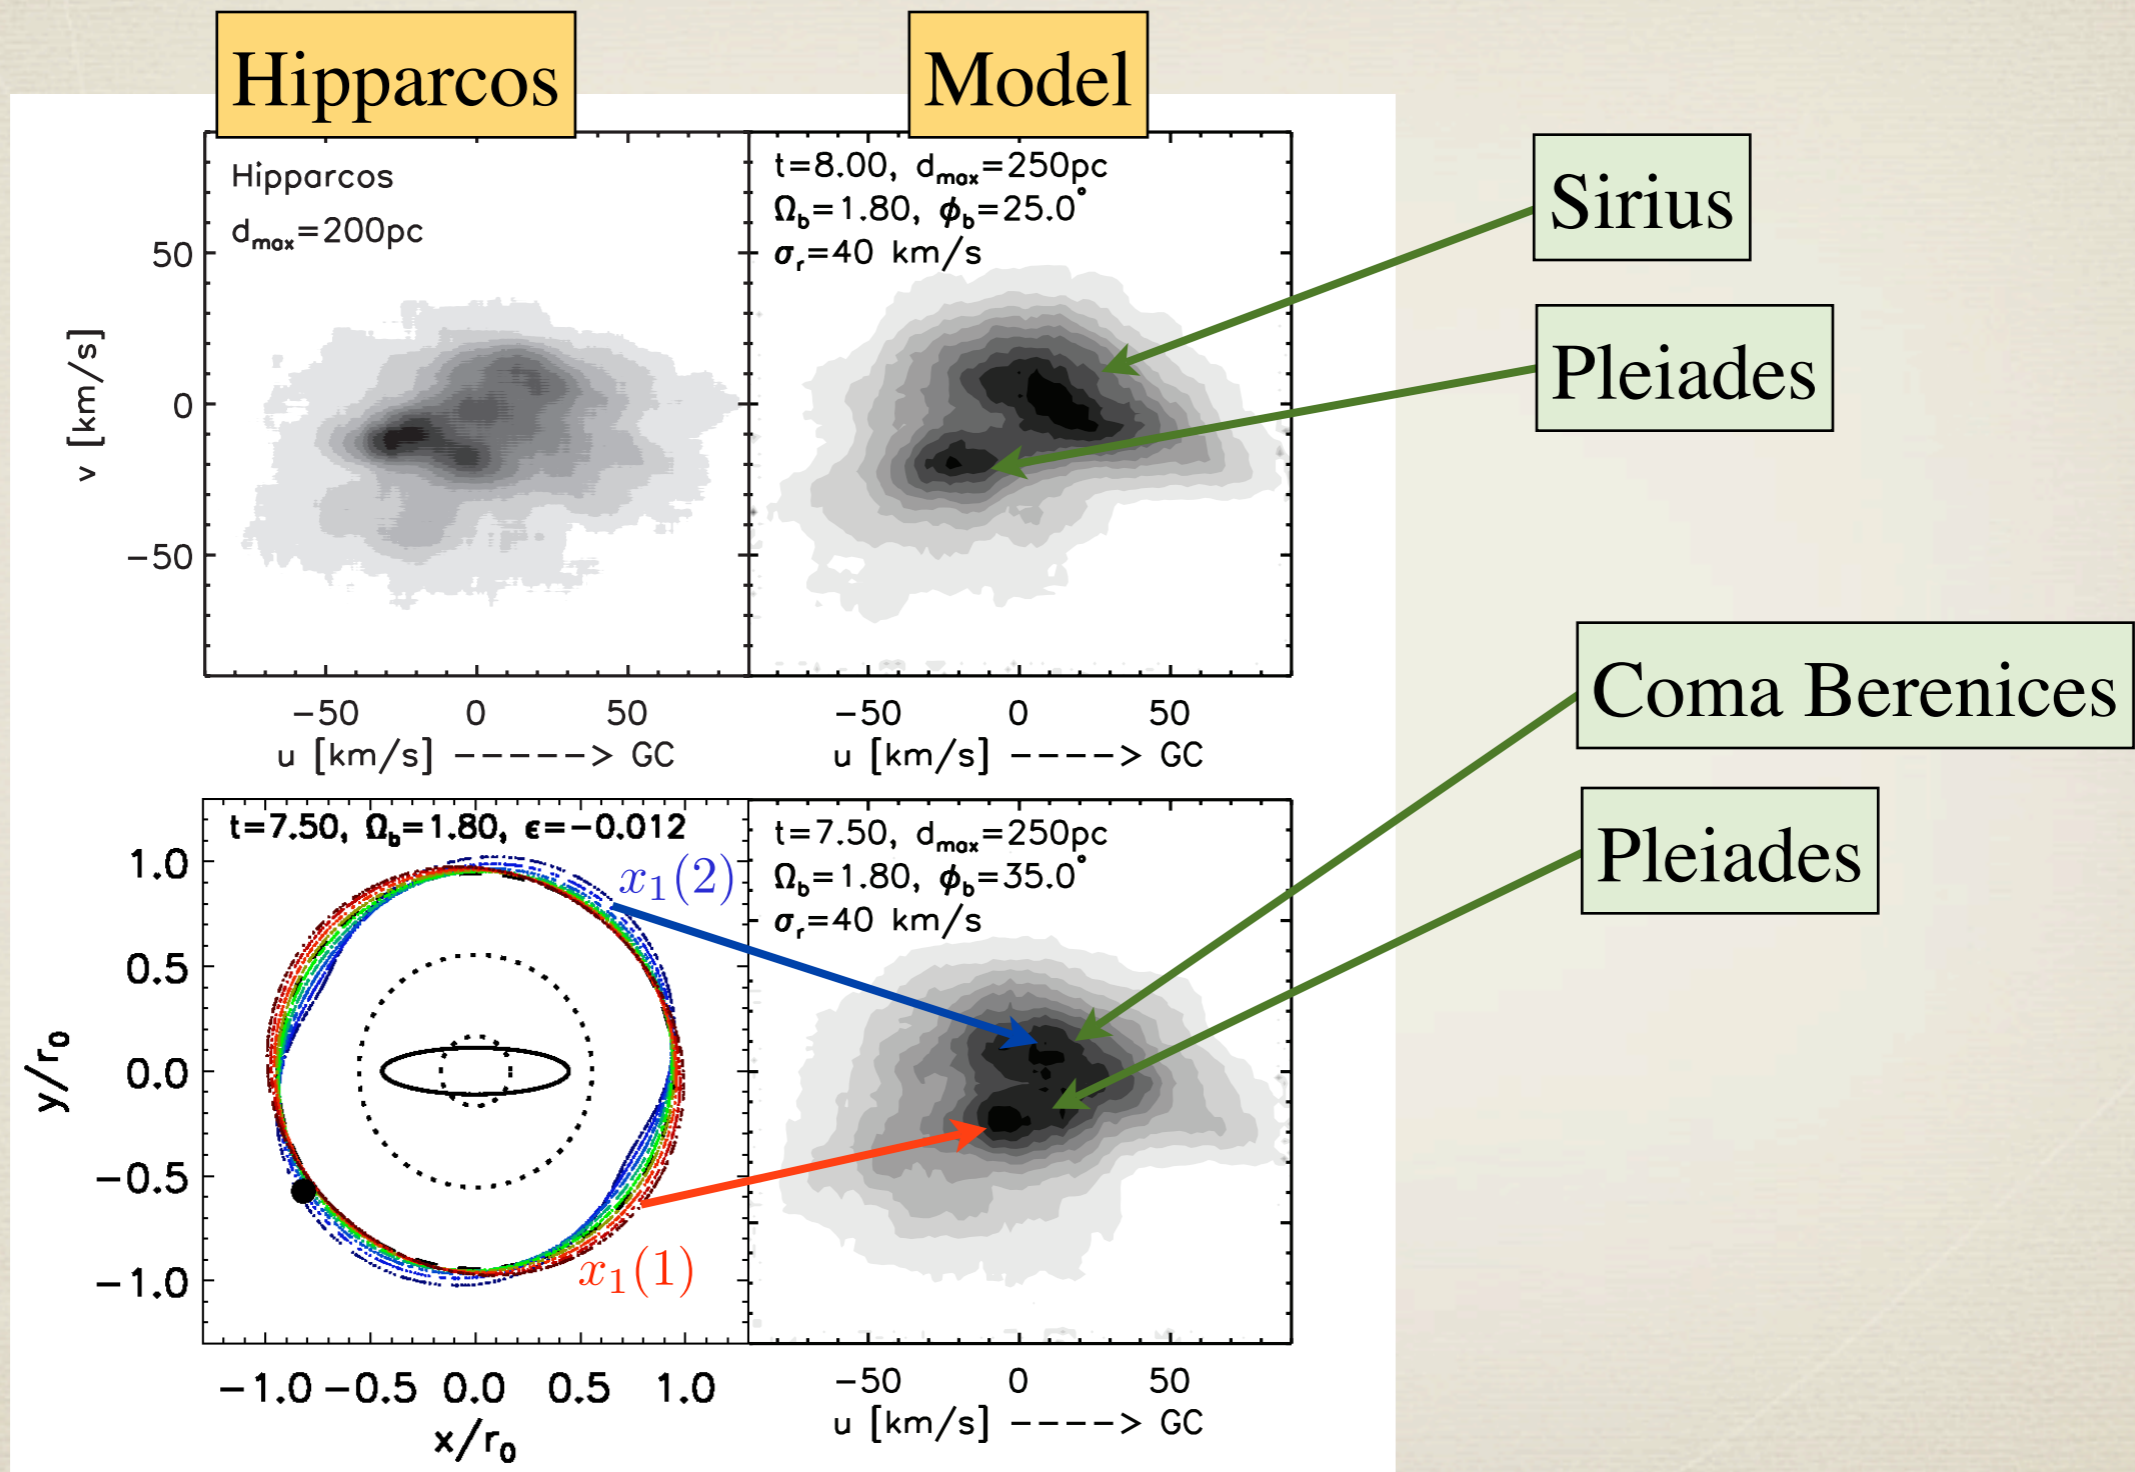 Hipparcos
Model
Hipparcos
d_max=200pc
t=8.00, d_max=250pc
Ω_b=1.80, ϕ_b=25.0°
σ_r=40 km/s
Sirius
Pleiades
50
0
−50
v [km/s]
−50 0 50
u [km/s] -----> GC
−50 0 50
u [km/s] ----> GC
Coma Berenices
Pleiades
t=7.50, Ω_b=1.80, ϵ=−0.012
x_1(2)
x_1(1)
t=7.50, d_max=250pc
Ω_b=1.80, ϕ_b=35.0°
σ_r=40 km/s
1.0
0.5
0.0
−0.5
−1.0
y/r_0
−1.0 −0.5 0.0 0.5 1.0
x/r_0
−50 0 50
u [km/s] ----> GC